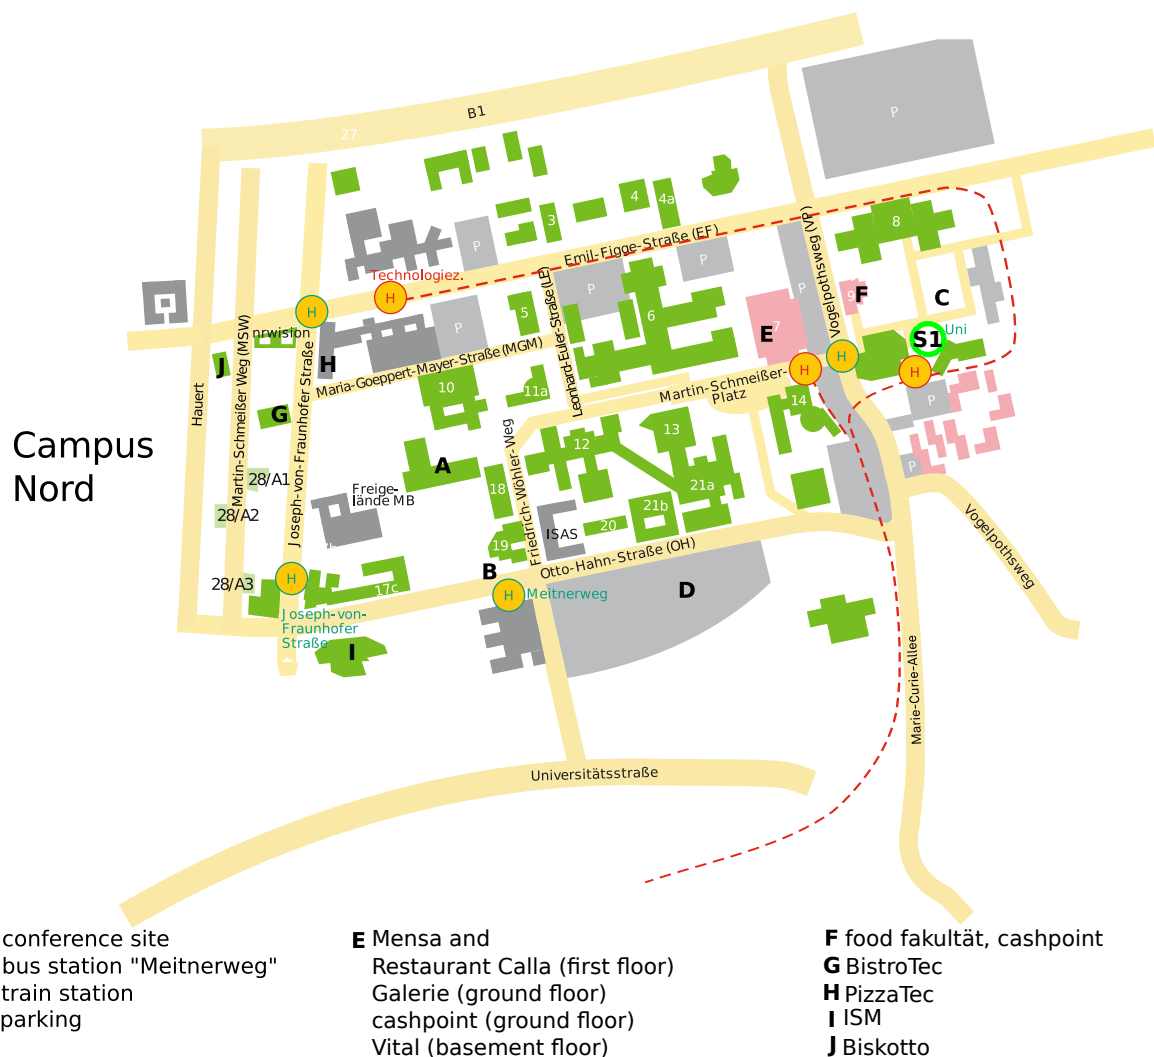 B1
27
P
4
4a
3
8
P
P
Emil-Figge-Straße (EF)
Vogelpothsweg (VP)
Technologiez.
P
P
9
F
C
H
H
nrwision
P
5
6
7
E
Uni
S1
H
H
H
J
H
Maria-Goeppert-Mayer-Straße (MGM)
Leonhard-Euler-Straße (LE)
10
11a
Martin-Schmeißer-
Platz
14
P
Hauert
Martin-Schmeißer Weg (MSW)
Joseph-von-Fraunhofer Straße
G
Campus
Nord
A
Friedrich-Wöhler-Weg
12
13
P
28/A1
28/A2
28/A3
Freige-
lände MB
18
21a
21b
20
ISAS
19
Otto-Hahn-Straße (OH)
Vogelpothsweg
B
H
H
Meitnerweg
17c
D
Joseph-von-
Fraunhofer
Straße
I
Marie-Curie-Allee
Universitätsstraße
conference site
bus station "Meitnerweg"
train station
parking
E Mensa and
Restaurant Calla (first floor)
Galerie (ground floor)
cashpoint (ground floor)
Vital (basement floor)
F food fakultät, cashpoint
G BistroTec
H PizzaTec
I ISM
J Biskotto